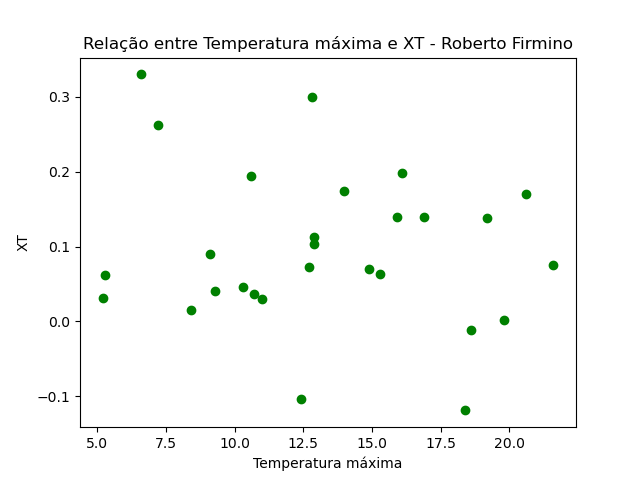 Relação entre Temperatura máxima e XT - Roberto Firmino
0.3
0.2
XT
0.1
0.0
−0.1
5.0 7.5 10.0 12.5 15.0 17.5 20.0
Temperatura máxima